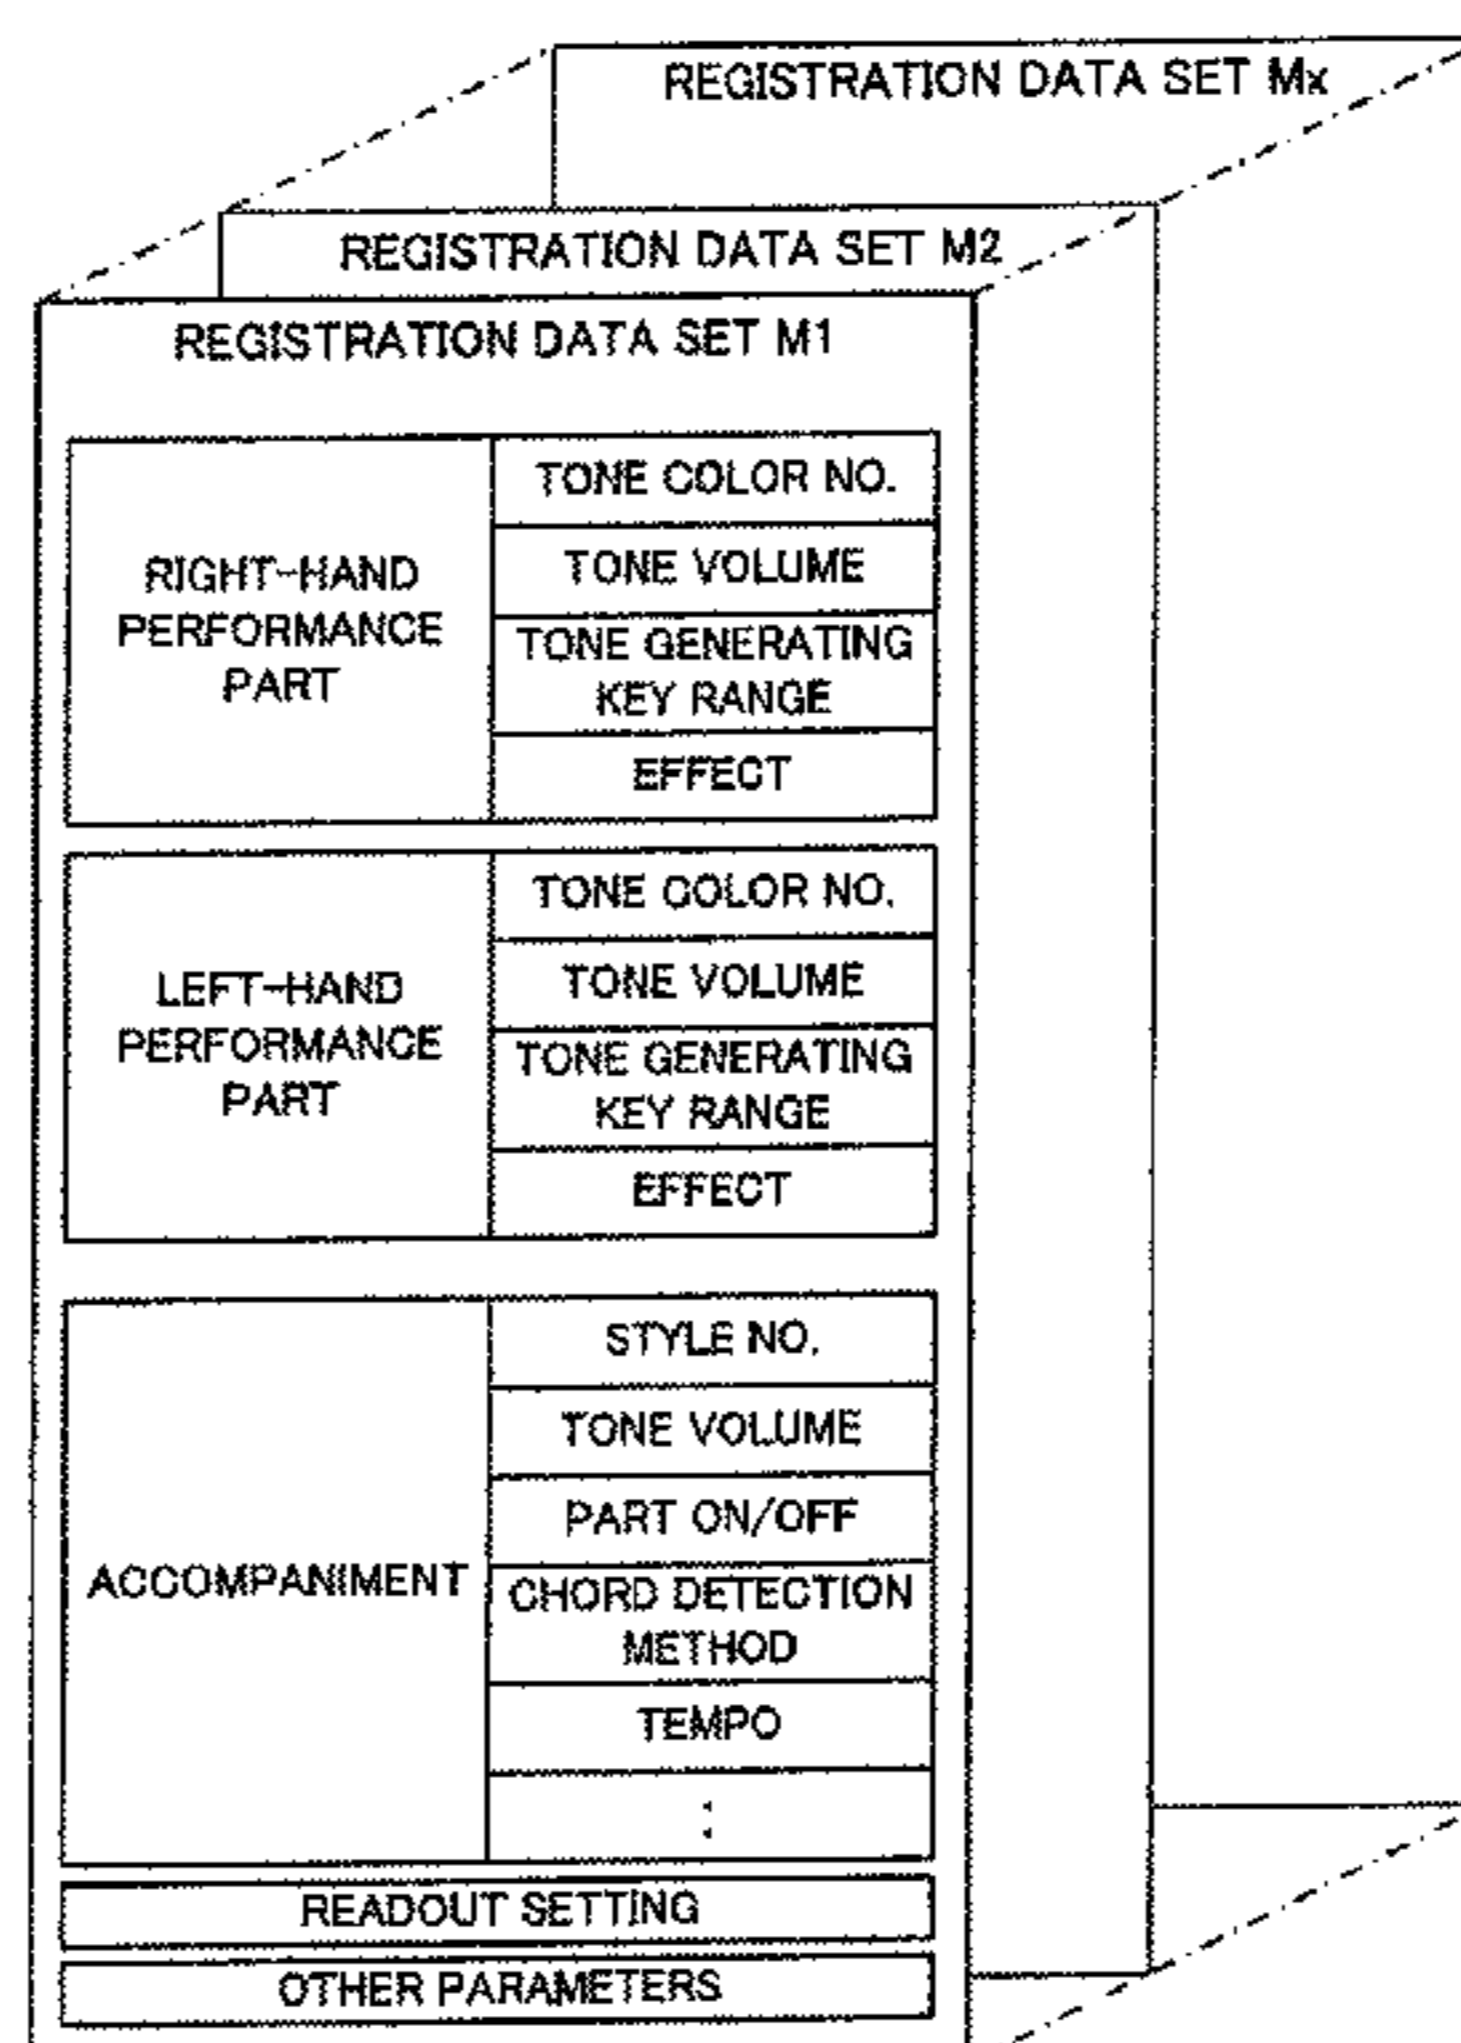 REGISTRATION DATA SET Mx
REGISTRATION DATA SET M2
REGISTRATION DATA SET M1
RIGHT-HAND
PERFORMANCE
PART
TONE COLOR NO.
TONE VOLUME
TONE GENERATING
KEY RANGE
EFFECT
LEFT-HAND
PERFORMANCE
PART
TONE COLOR NO.
TONE VOLUME
TONE GENERATING
KEY RANGE
EFFECT
ACCOMPANIMENT
STYLE NO.
TONE VOLUME
PART ON/OFF
CHORD DETECTION
METHOD
TEMPO
:
READOUT SETTING
OTHER PARAMETERS